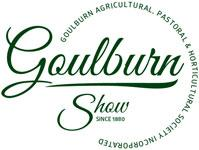 GOULBURN AGRICULTURAL, PASTORAL & HORTICULTURAL SOCIETY INCORPORATED
Goulburn
Show
SINCE 1880